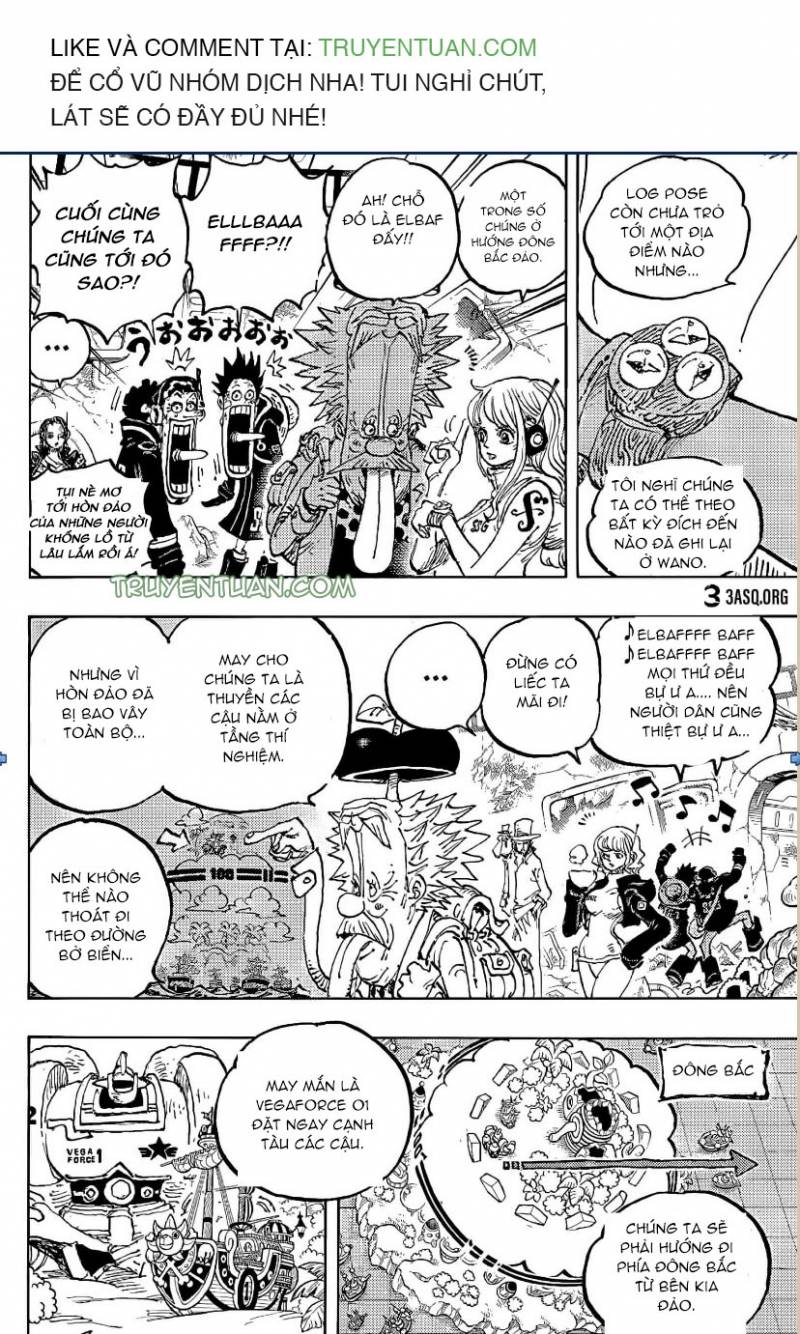 LIKE VÀ COMMENT TẠI: TRUYENTUAN.COM
ĐỂ CỔ VŨ NHÓM DỊCH NHA! TUI NGHỈ CHÚT,
LÁT SẼ CÓ ĐẦY ĐỦ NHÉ!
LOG POSE
CÒN CHƯA TRỎ
TỚI MỘT ĐỊA
ĐIỂM NÀO
NHƯNG...
TÔI NGHĨ CHÚNG
TA CÓ THỂ THEO
BẤT KỲ ĐÍCH ĐẾN
NÀO ĐÃ GHI LẠI
Ở WANO.
MỘT
TRONG SỐ
CHÚNG Ở
HƯỚNG ĐÔNG
BẮC ĐẢO.
AH! CHỖ
ĐÓ LÀ ELBAF
ĐẤY!!
ELLLBAAA
FFFF?!!
CUỐI CÙNG
CHÚNG TA
CŨNG TỚI ĐÓ
SAO?!
うおおおおお
...
TỤI NÈ MƠ
TỚI HÒN ĐẢO
CỦA NHỮNG NGƯỜI
KHỔNG LỒ TỪ
LÂU LẮM RỒI Á!
TRUYENTUAN.COM
3 3ASQ.ORG
♪ELBAFFFF BAFF
♪ELBAFFFF BAFF
MỌI THỨ ĐỀU
BỰ Ư A.... NÊN
NGƯỜI DÂN CŨNG
THIỆT BỰ Ư A...
ĐỪNG CÓ
LIẾC TA
MÃI ĐI!
...
MAY CHO
CHÚNG TA LÀ
THUYỀN CÁC
CẬU NẰM Ở
TẦNG THÍ
NGHIỆM.
NHƯNG VÌ
HÒN ĐẢO ĐÃ
BỊ BAO VÂY
TOÀN BỘ...
NÊN KHÔNG
THỂ NÀO
THOÁT ĐI
THEO ĐƯỜNG
BỜ BIỂN...
100
ĐÔNG BẮC
CHÚNG TA SẼ
PHẢI HƯỚNG ĐI
PHÍA ĐÔNG BẮC
TỪ BÊN KIA
ĐẢO.
MAY MẮN LÀ
VEGAFORCE 01
ĐẶT NGAY CẠNH
TÀU CÁC CẬU.
2
VEGA
FORCE 1